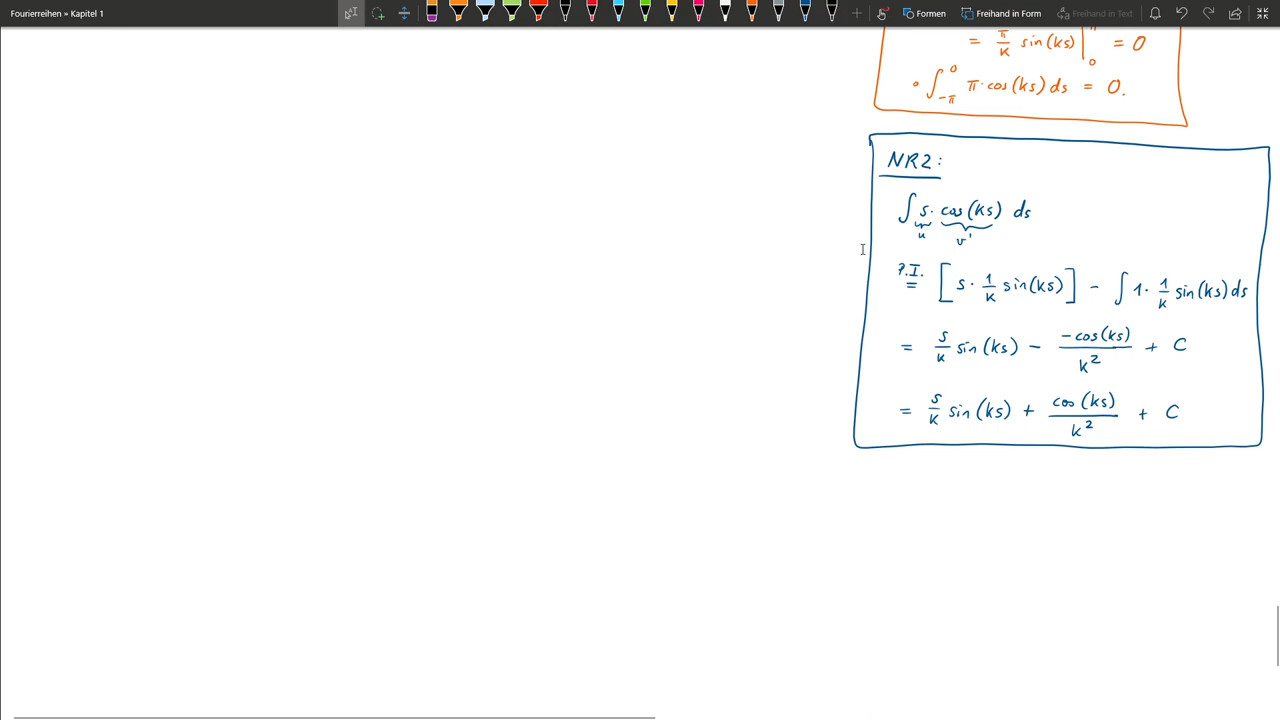 Fourierreihen » Kapitel 1
Formen
Freihand in Form
Freihand in Text
= π/k sin(ks) |₀^π = 0
∘ ∫_{-π}^{0} π·cos(ks) ds = 0.
NR2:
∫ s · cos(ks) ds
u v'
P.I. = [s · 1/k sin(ks)] - ∫ 1 · 1/k sin(ks) ds
= s/k sin(ks) - -cos(ks)/k² + C
= s/k sin(ks) + cos(ks)/k² + C